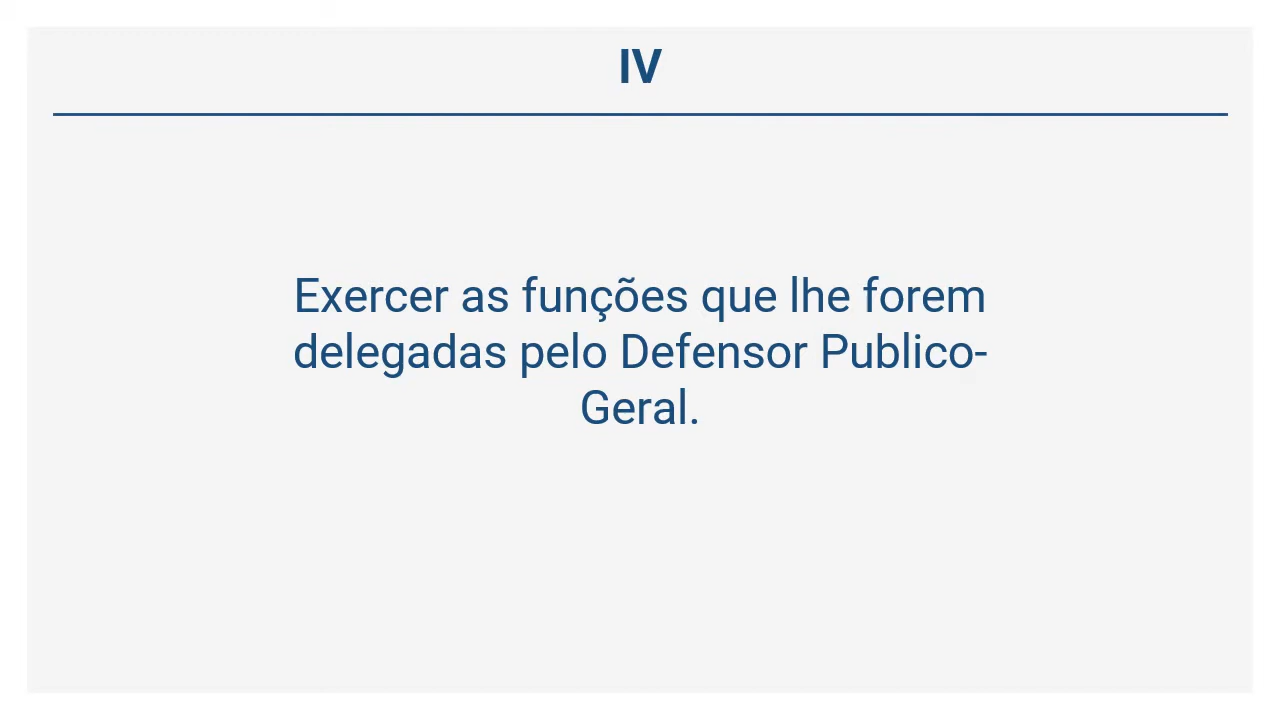 IV
Exercer as funções que lhe forem
delegadas pelo Defensor Publico-
Geral.